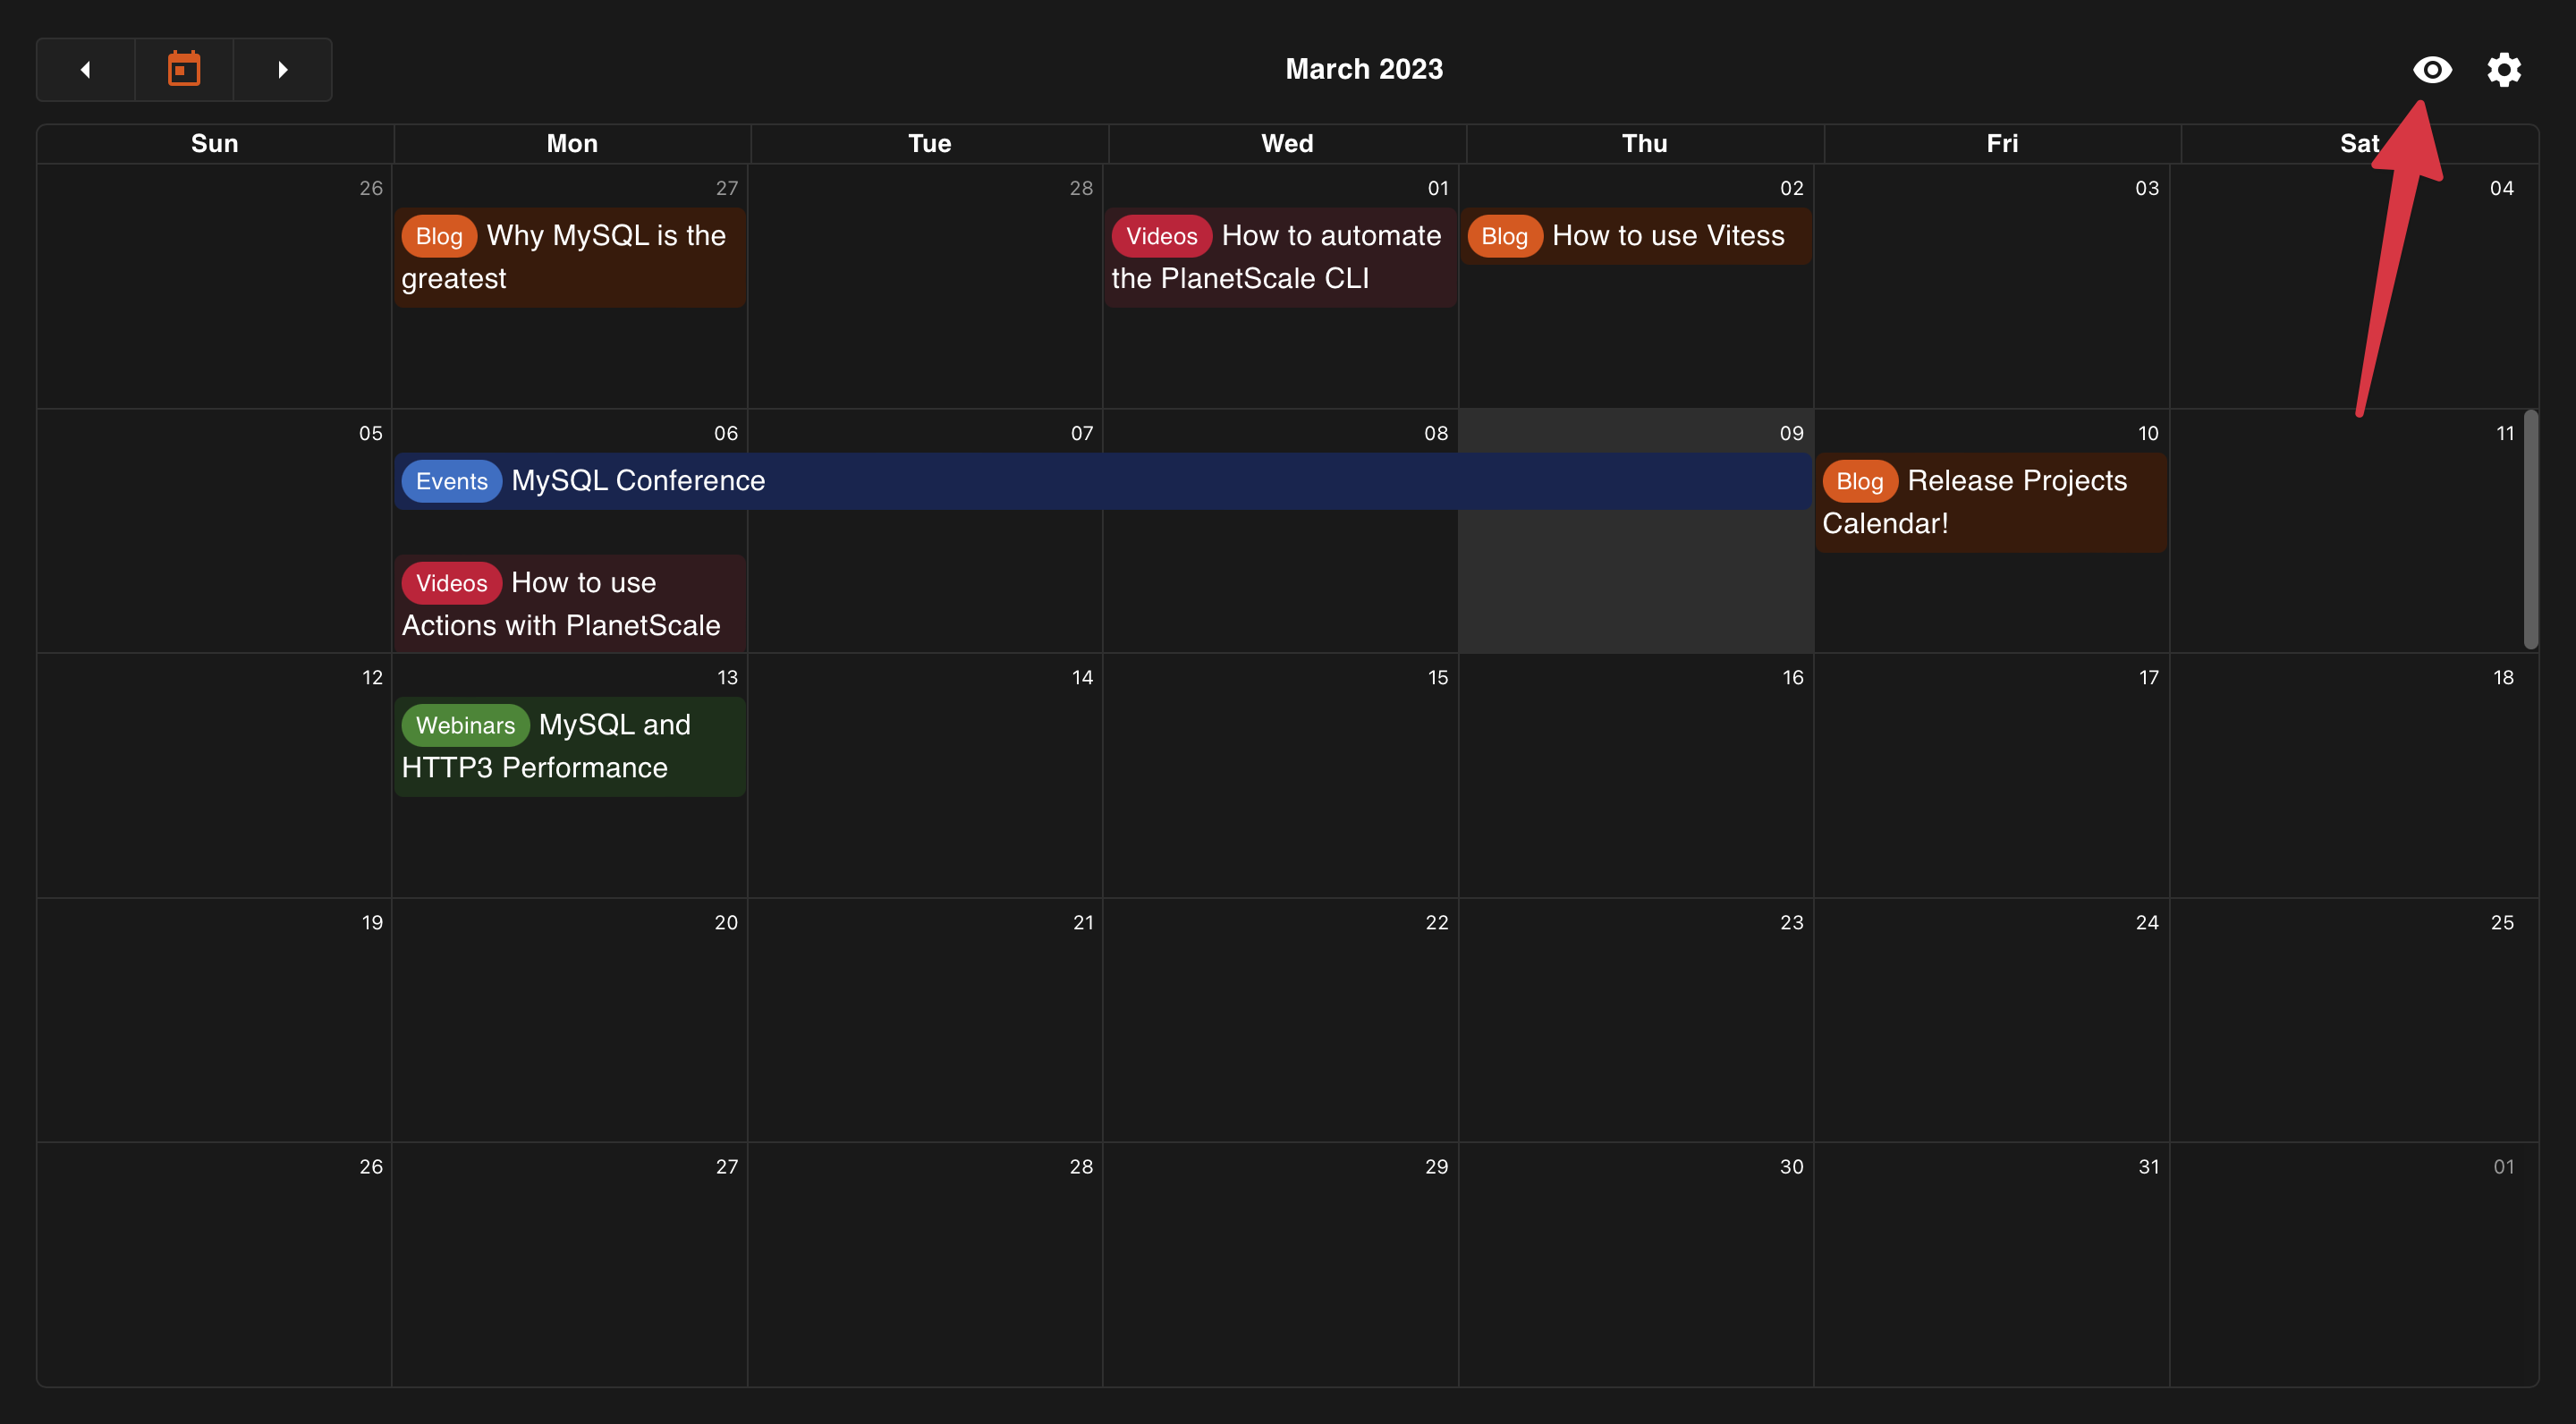 March 2023
Sun Mon Tue Wed Thu Fri Sat
26 27 28 01 02 03 04
Blog Why MySQL is the
greatest
Videos How to automate
the PlanetScale CLI
Blog How to use Vitess
05 06 07 08 09 10 11
Events MySQL Conference
Videos How to use
Actions with PlanetScale
Blog Release Projects
Calendar!
12 13 14 15 16 17 18
Webinars MySQL and
HTTP3 Performance
19 20 21 22 23 24 25
26 27 28 29 30 31 01